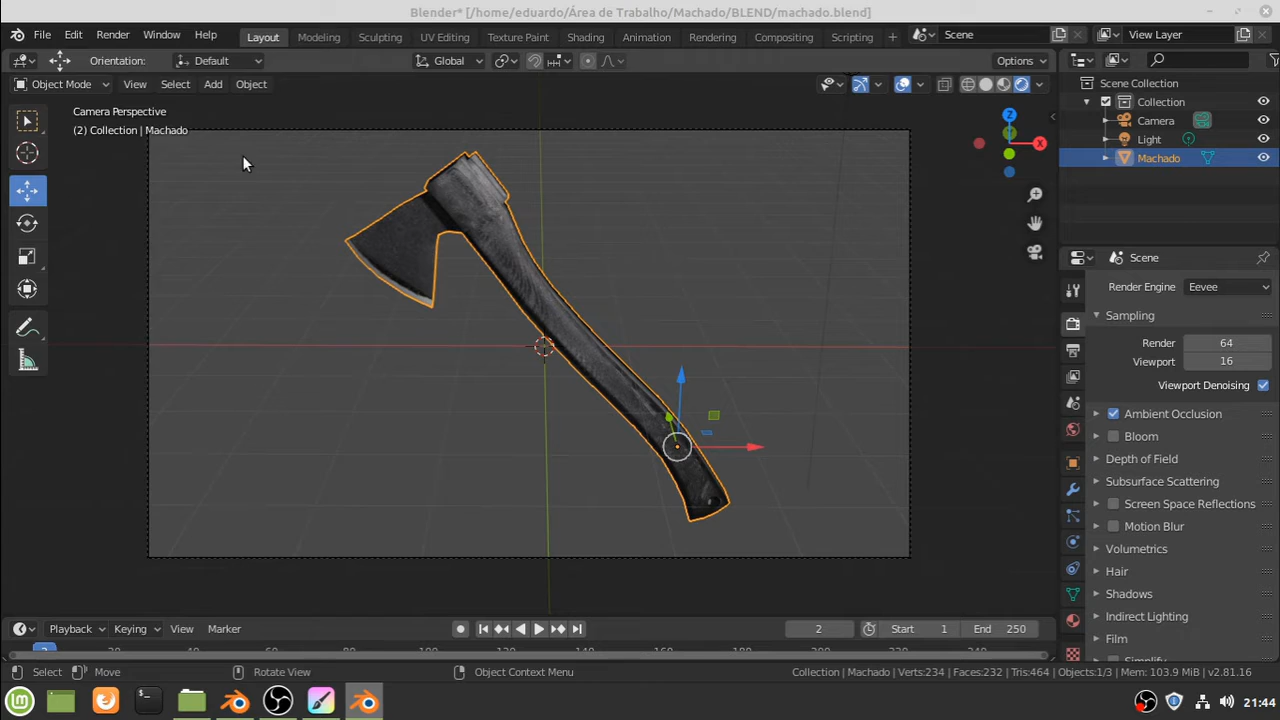 Blender* [/home/eduardo/Área de Trabalho/Machado/BLEND/machado.blend]
File Edit Render Window Help Layout Modeling Sculpting UV Editing Texture Paint Shading Animation Rendering Compositing Scripting + Scene View Layer
Orientation: Default Global Options
Object Mode View Select Add Object
Scene Collection
Collection
Camera
Light
Machado
Camera Perspective
(2) Collection | Machado
Z
X
Scene
Render Engine Eevee
Sampling
Render 64
Viewport 16
Viewport Denoising
Ambient Occlusion
Bloom
Depth of Field
Subsurface Scattering
Screen Space Reflections
Motion Blur
Volumetrics
Hair
Shadows
Indirect Lighting
Film
Simplify
Playback Keying View Marker 2 Start 1 End 250
Select Move Rotate View Object Context Menu Collection | Machado | Verts:234 | Faces:232 | Tris:464 | Objects:1/3 | Mem: 103.9 MiB | v2.81.16
21:44